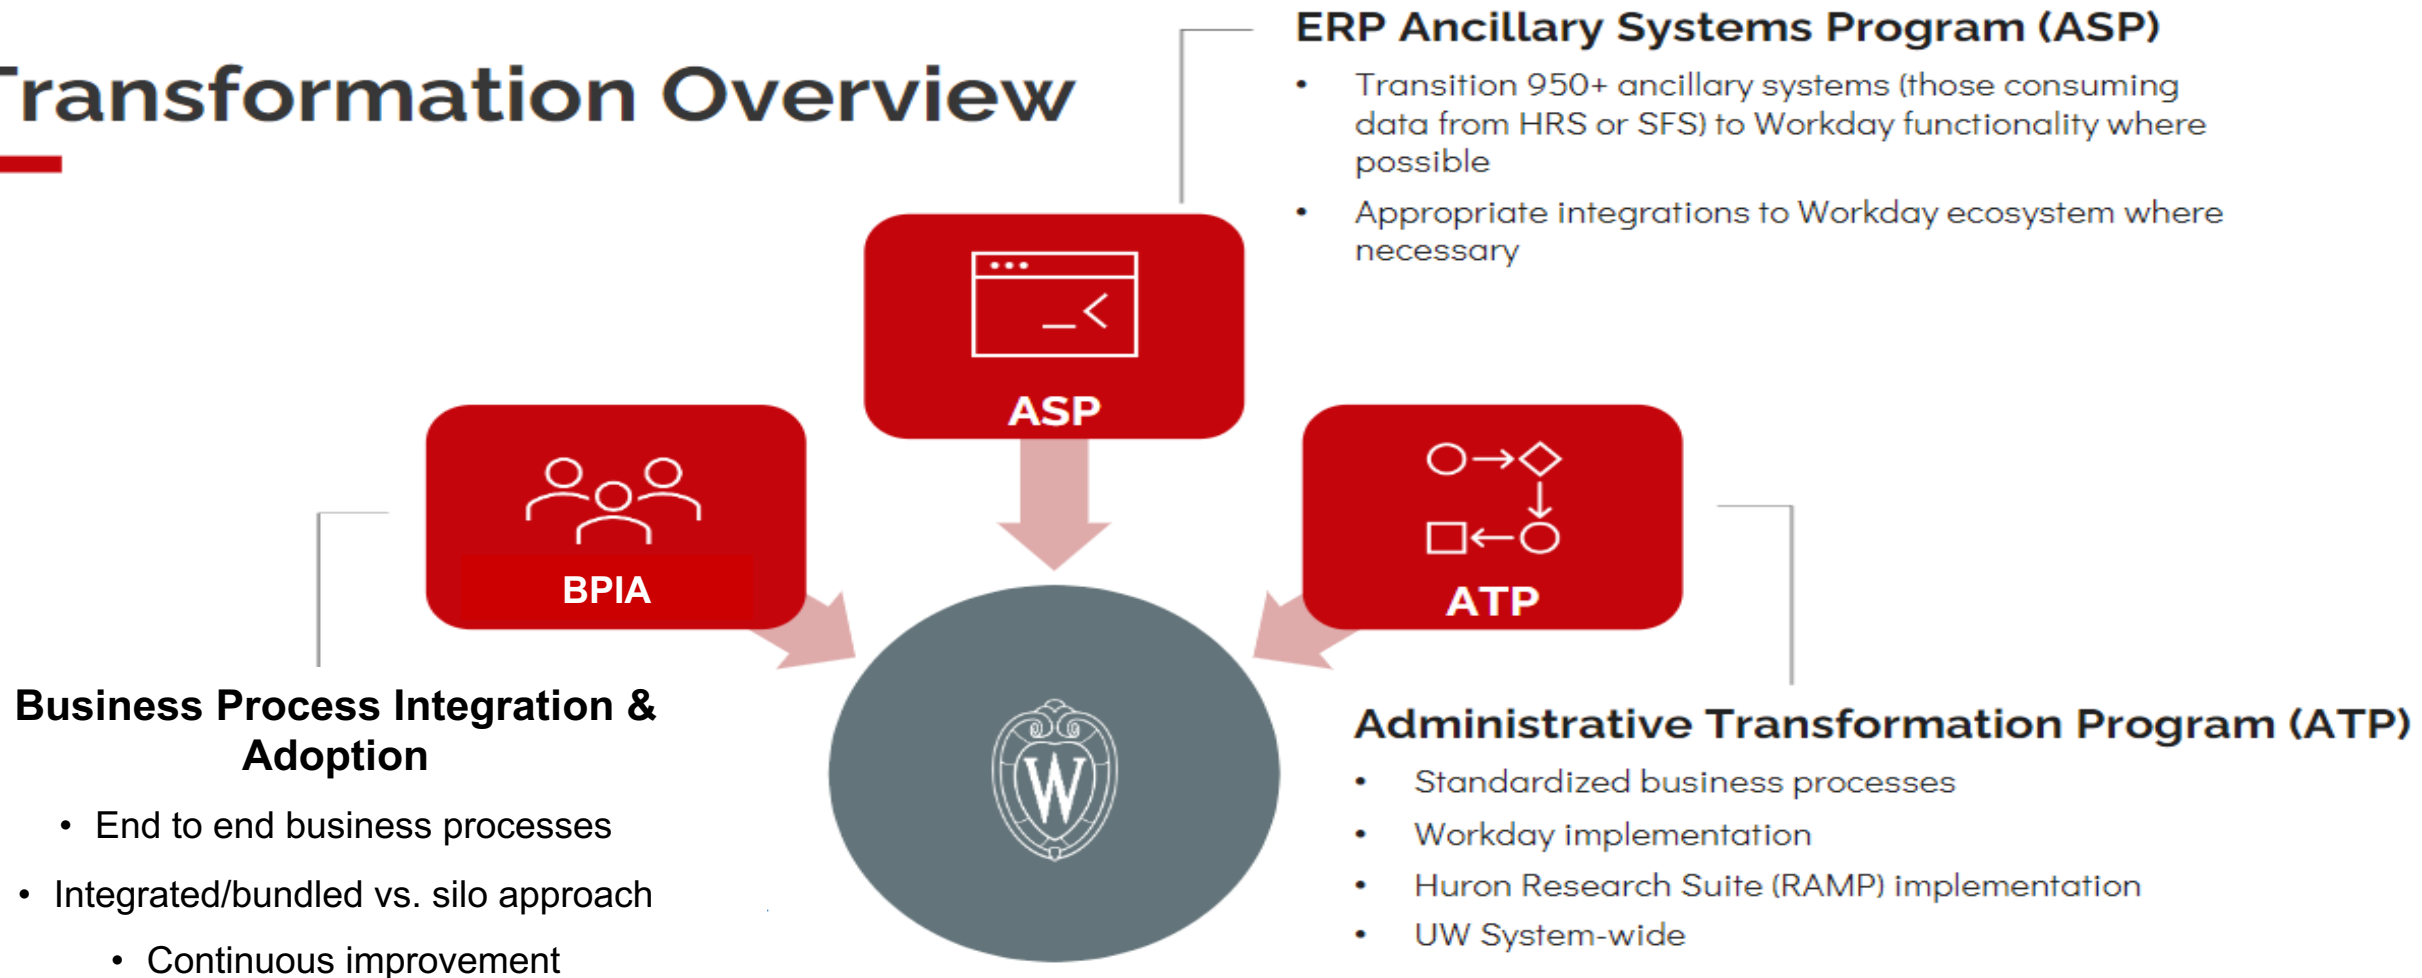 Transformation Overview
ERP Ancillary Systems Program (ASP)
• Transition 950+ ancillary systems (those consuming
data from HRS or SFS) to Workday functionality where
possible
• Appropriate integrations to Workday ecosystem where
necessary
ASP
BPIA
ATP
Business Process Integration &
Adoption
• End to end business processes
• Integrated/bundled vs. silo approach
• Continuous improvement
W
Administrative Transformation Program (ATP)
• Standardized business processes
• Workday implementation
• Huron Research Suite (RAMP) implementation
• UW System-wide